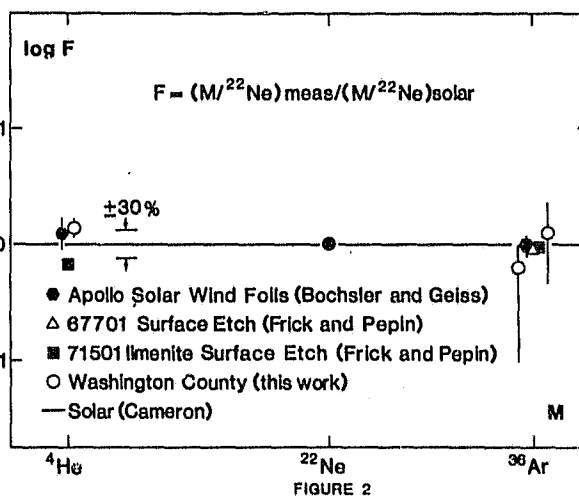 log F
F = (M/²²Ne) meas/(M/²²Ne)solar
1
±30%
0
● Apollo Solar Wind Foils (Bochsler and Geiss)
△ 67701 Surface Etch (Frick and Pepin)
■ 71501 Ilmenite Surface Etch (Frick and Pepin)
○ Washington County (this work)
— Solar (Cameron)
1
M
⁴He ²²Ne ³⁶Ar
FIGURE 2